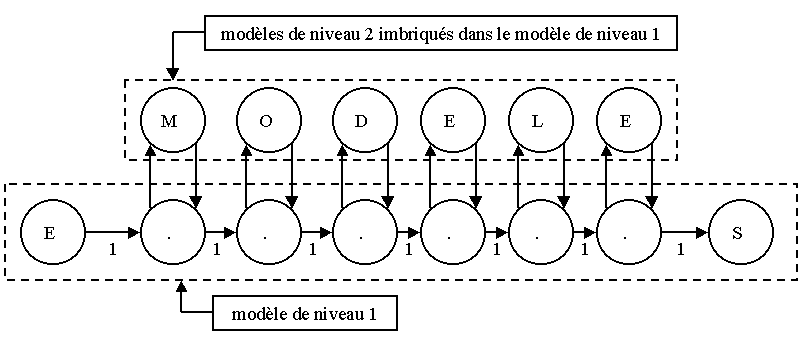 modèles de niveau 2 imbriqués dans le modèle de niveau 1
M O D E L E
E . . . . . . S
1 1 1 1 1 1 1
modèle de niveau 1